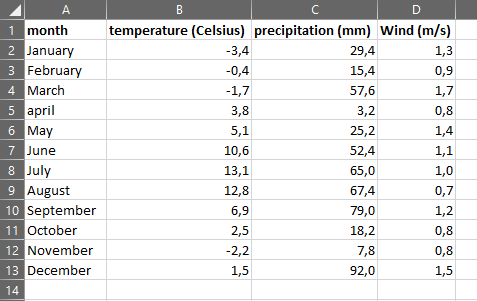 A B C D
1 month temperature (Celsius) precipitation (mm) Wind (m/s)
2 January -3,4 29,4 1,3
3 February -0,4 15,4 0,9
4 March -1,7 57,6 1,7
5 april 3,8 3,2 0,8
6 May 5,1 25,2 1,4
7 June 10,6 52,4 1,1
8 July 13,1 65,0 1,0
9 August 12,8 67,4 0,7
10 September 6,9 79,0 1,2
11 October 2,5 18,2 0,8
12 November -2,2 7,8 0,8
13 December 1,5 92,0 1,5
14